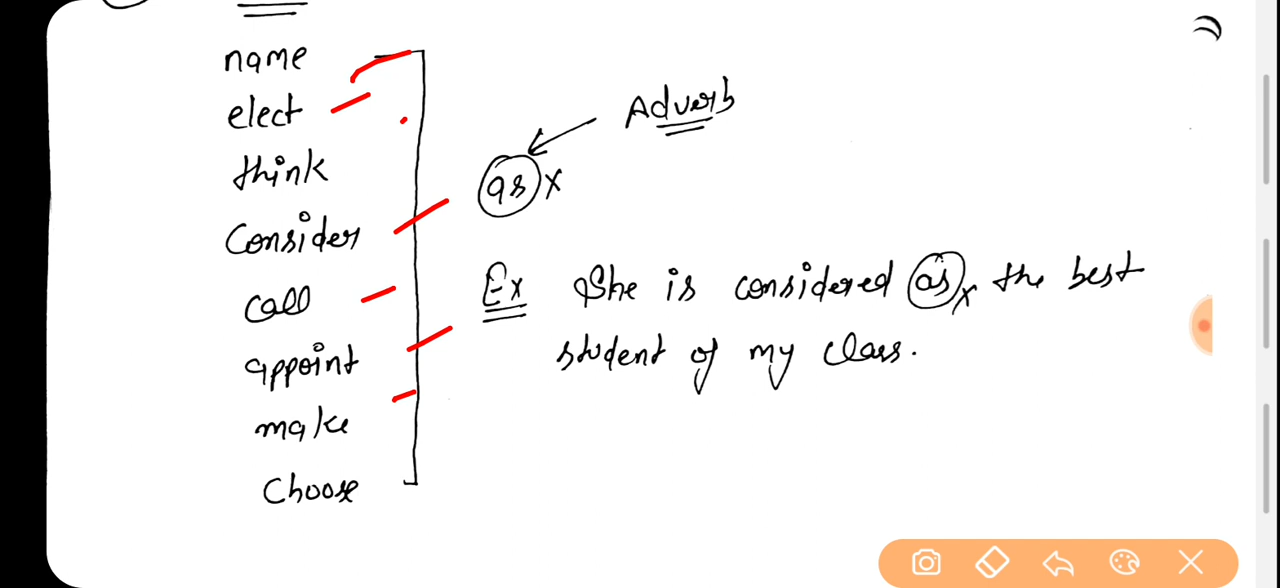 name
elect
think
Consider
Call
appoint
make
Choose
Adverb
as x
Ex She is considered as x the best
student of my class.